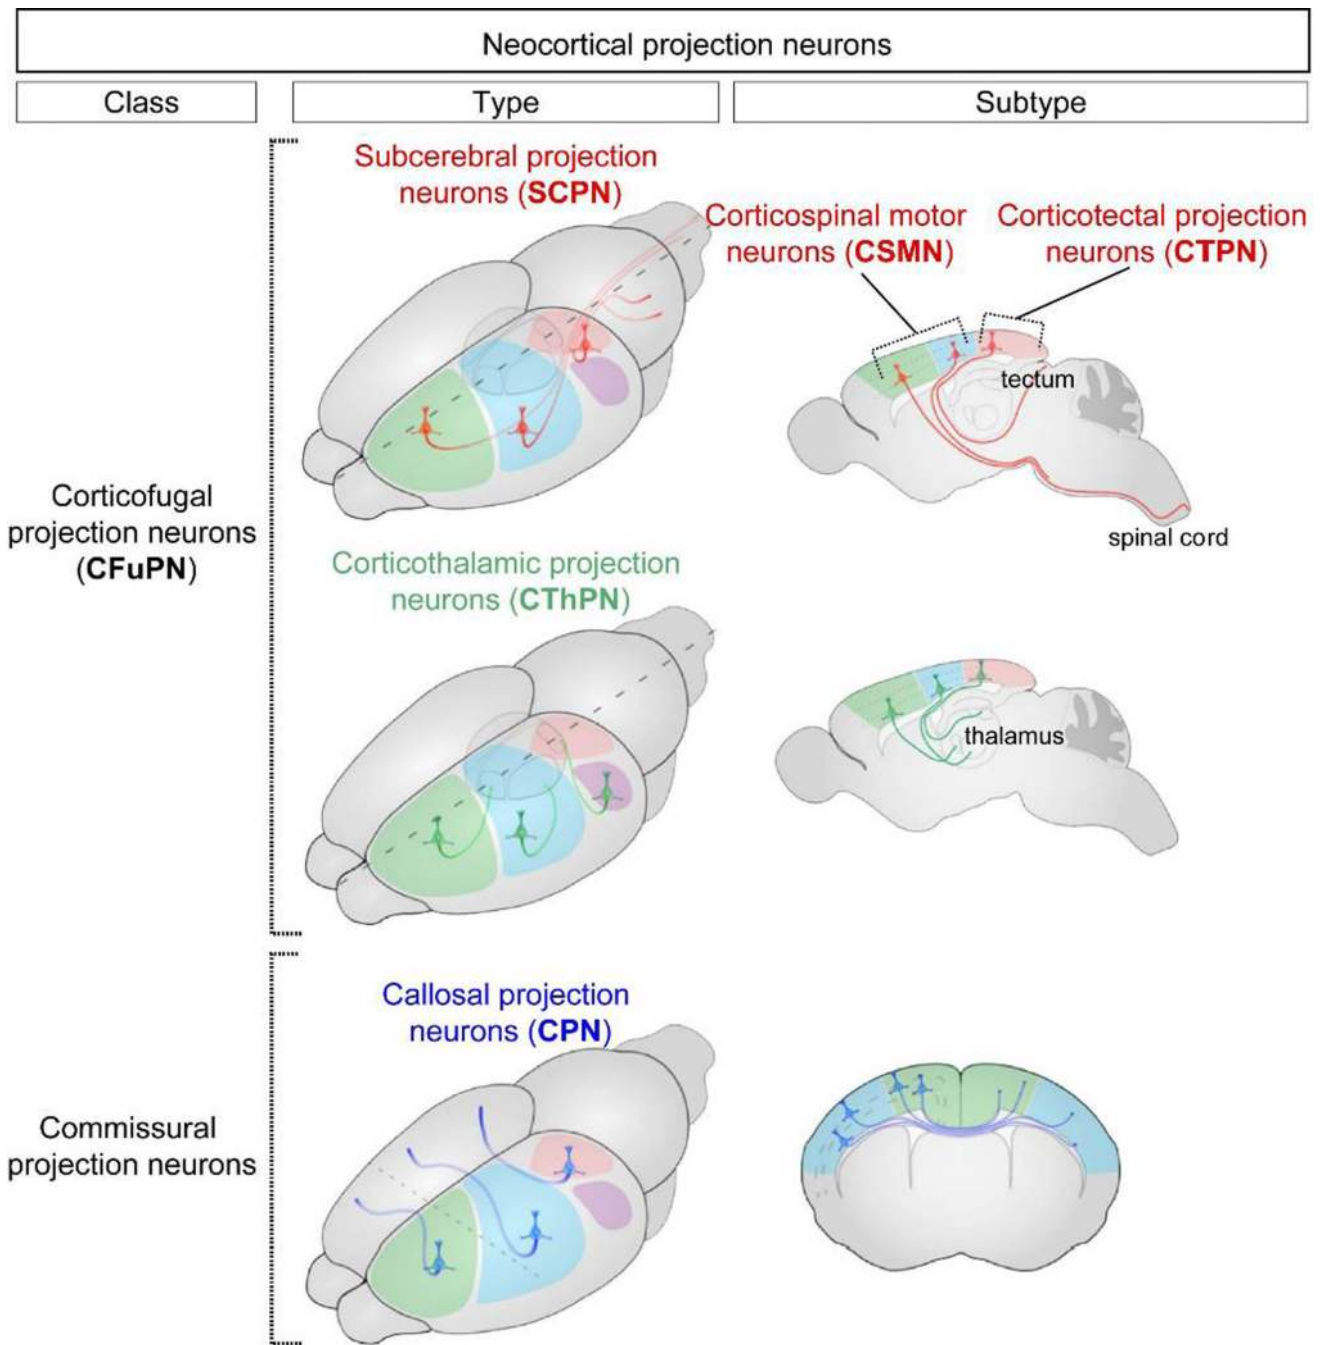 Neocortical projection neurons
Class
Type
Subtype
Subcerebral projection
neurons (SCPN)
Corticospinal motor
neurons (CSMN)
Corticotectal projection
neurons (CTPN)
tectum
spinal cord
Corticofugal
projection neurons
(CFuPN)
Corticothalamic projection
neurons (CThPN)
thalamus
Callosal projection
neurons (CPN)
Commissural
projection neurons